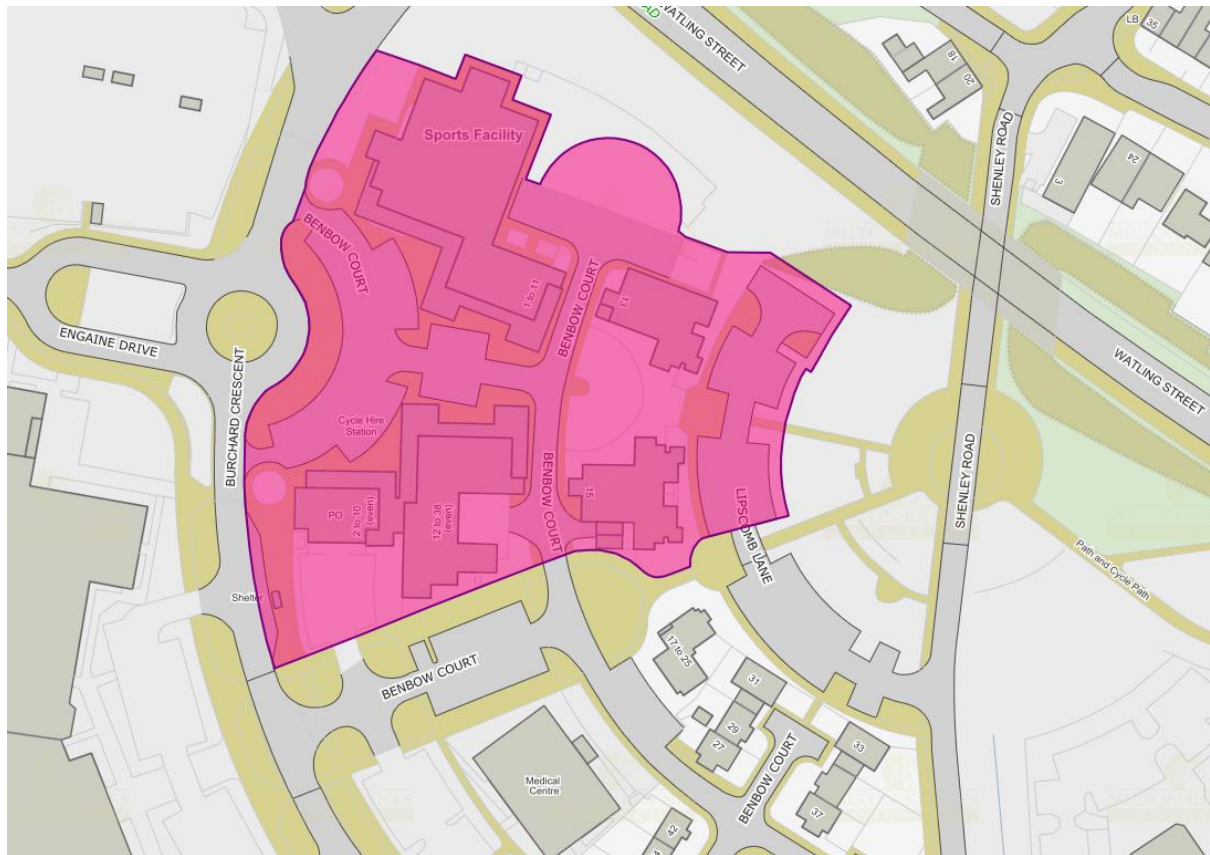 AD
WATLING STREET
LB
35
18
20
SHENLEY ROAD
24
3
Sports Facility
BENBOW COURT
1 to 11
BENBOW COURT
13
ENGAINE DRIVE
BURCHARD CRESCENT
WATLING STREET
Cycle Hire
Station
BENBOW COURT
SHENLEY ROAD
PO
2 to 10
(even)
12 to 38
(even)
15
LIPSCOMB LANE
Path and Cycle Path
Shelter
17 to 25
BENBOW COURT
31
29
27
33
37
BENBOW COURT
Medical
Centre
42